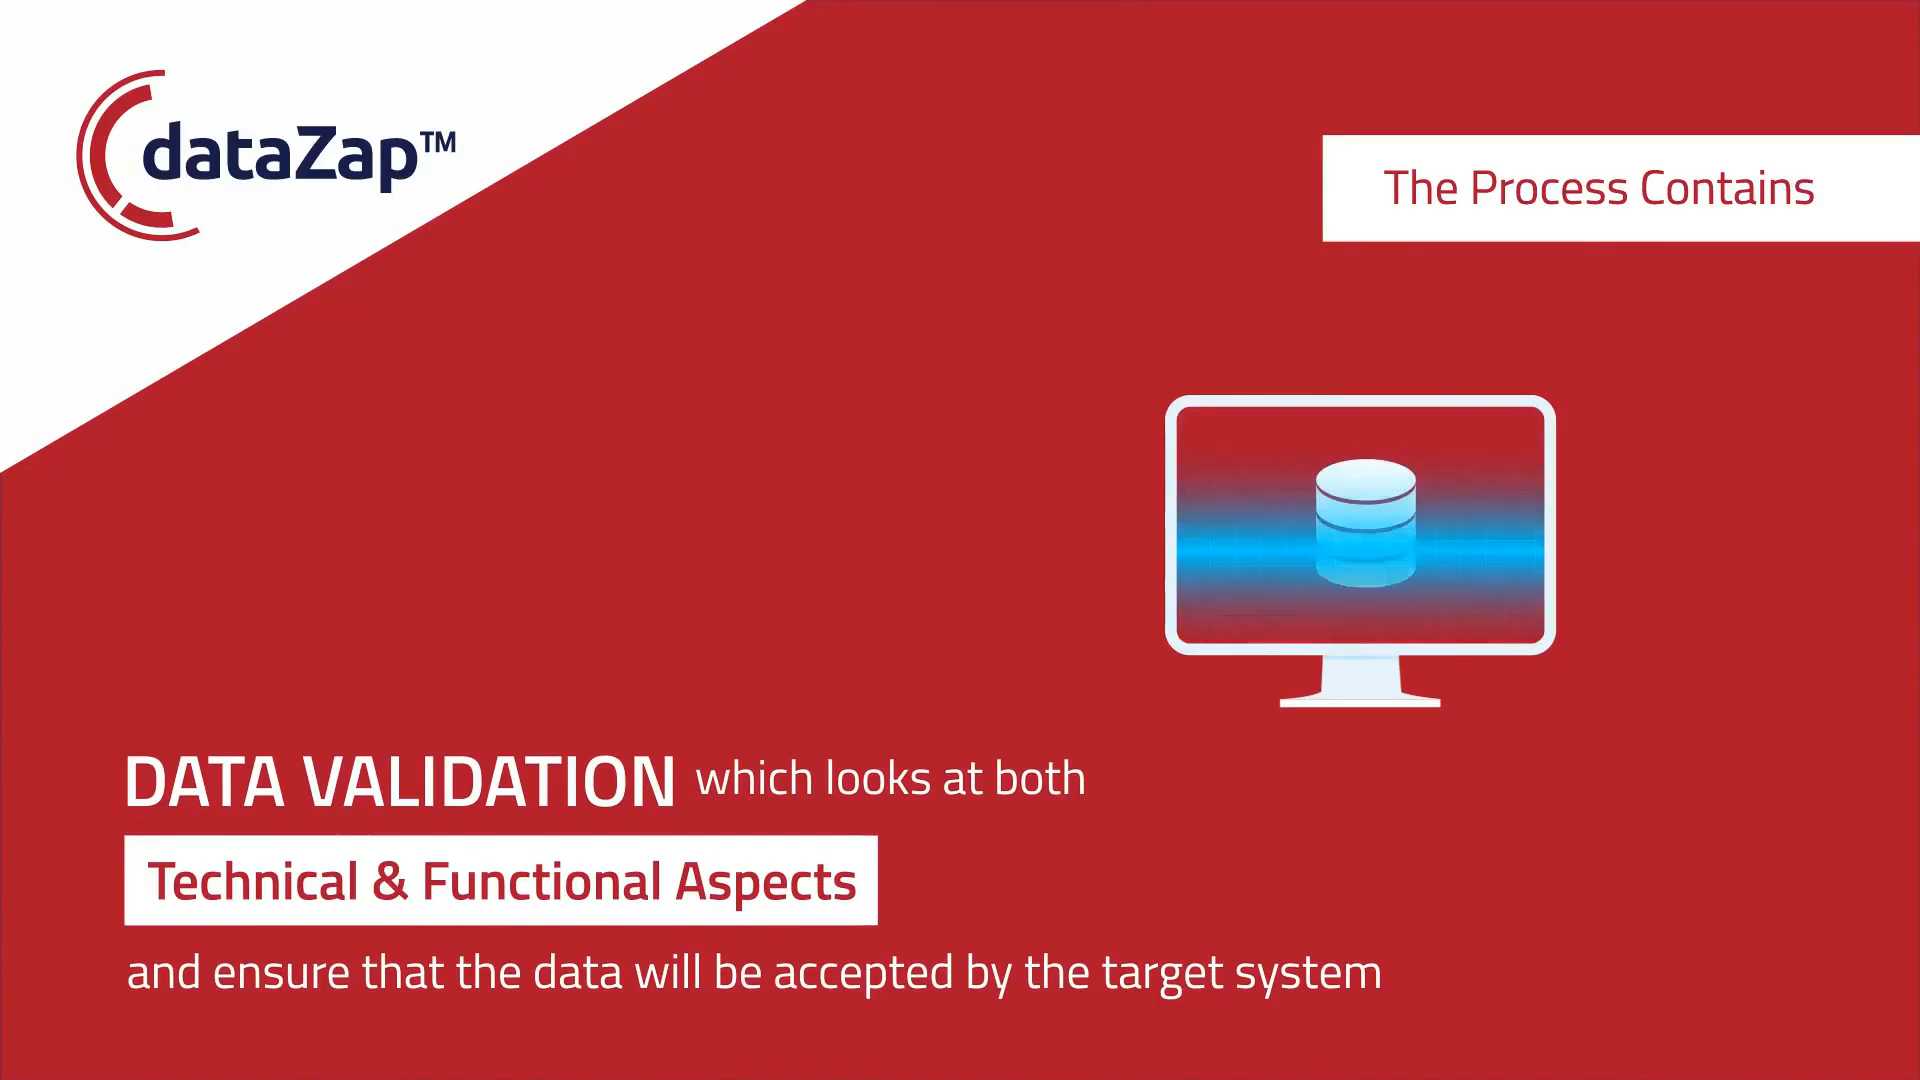 dataZap™
The Process Contains
DATA VALIDATION which looks at both
Technical & Functional Aspects
and ensure that the data will be accepted by the target system